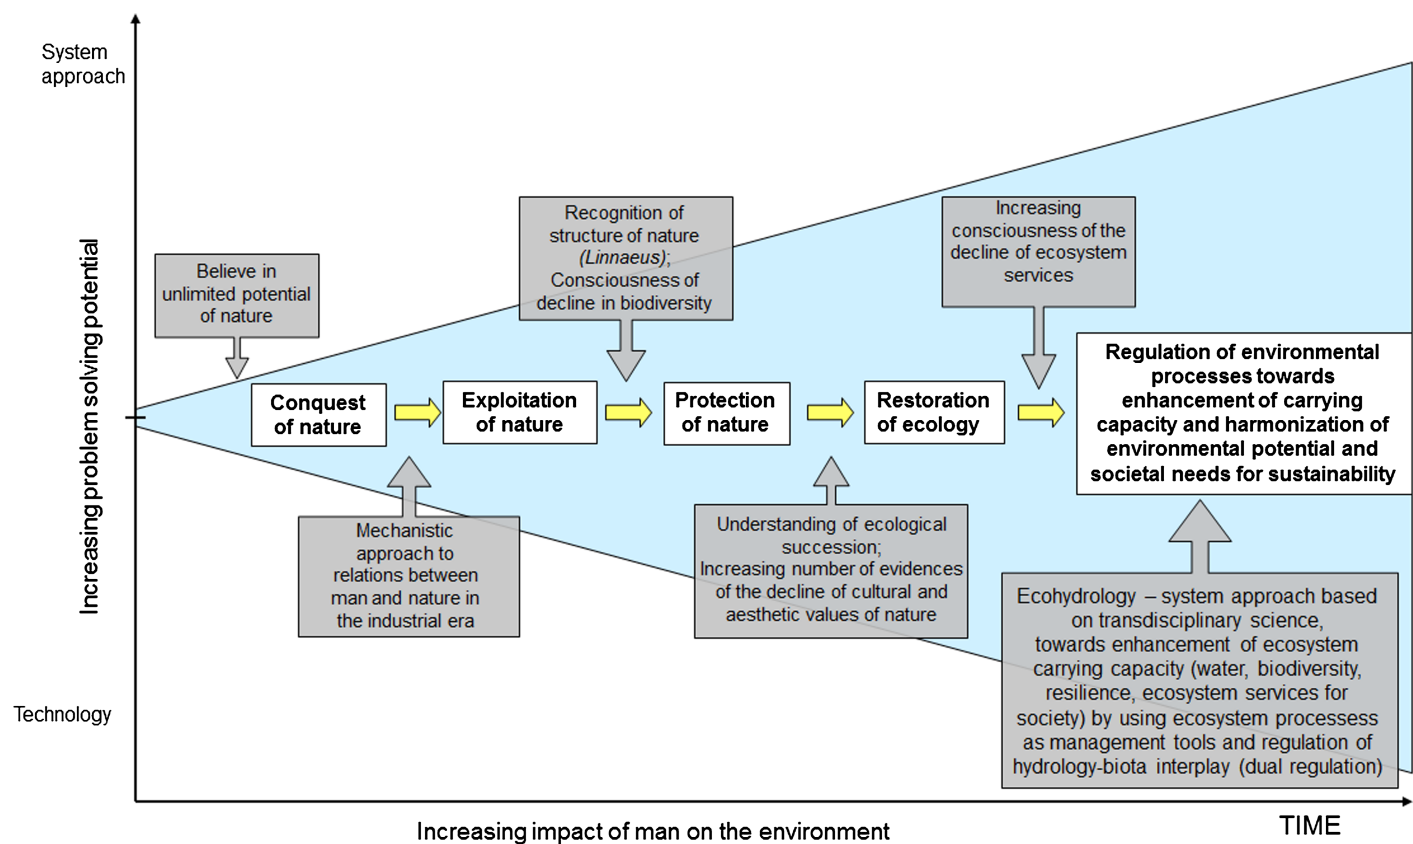 System
approach
Increasing problem solving potential
Technology
Believe in
unlimited potential
of nature
Recognition of
structure of nature
(Linnaeus);
Consciousness of
decline in biodiversity
Increasing
consciousness of the
decline of ecosystem
services
Conquest
of nature
Exploitation
of nature
Protection
of nature
Restoration
of ecology
Regulation of environmental
processes towards
enhancement of carrying
capacity and harmonization of
environmental potential and
societal needs for sustainability
Mechanistic
approach to
relations between
man and nature in
the industrial era
Understanding of ecological
succession;
Increasing number of evidences
of the decline of cultural and
aesthetic values of nature
Ecohydrology – system approach based
on transdisciplinary science,
towards enhancement of ecosystem
carrying capacity (water, biodiversity,
resilience, ecosystem services for
society) by using ecosystem processess
as management tools and regulation of
hydrology-biota interplay (dual regulation)
Increasing impact of man on the environment
TIME